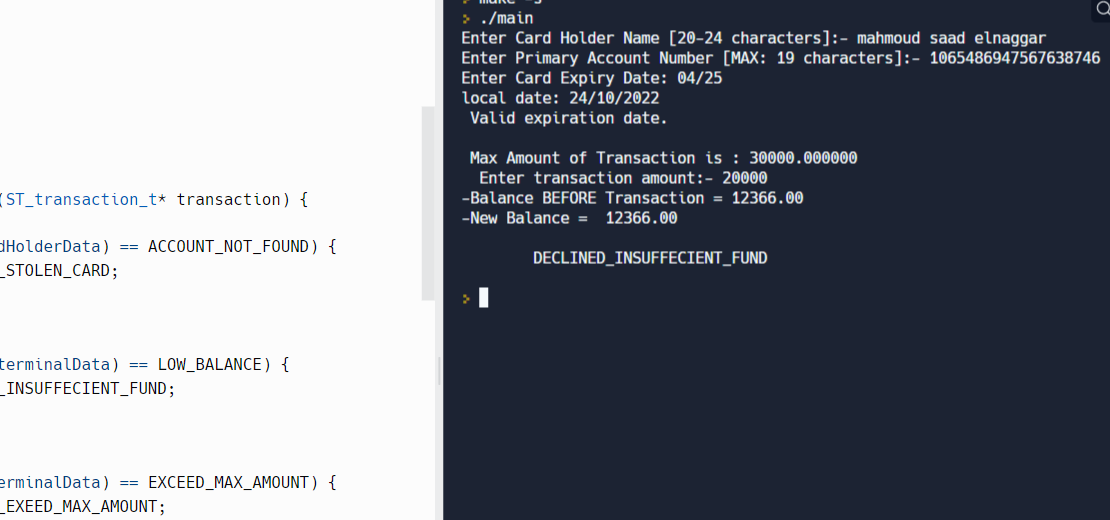 (ST_transaction_t* transaction) {
dHolderData) == ACCOUNT_NOT_FOUND) {
_STOLEN_CARD;
terminalData) == LOW_BALANCE) {
_INSUFFECIENT_FUND;
erminalData) == EXCEED_MAX_AMOUNT) {
_EXEED_MAX_AMOUNT;
make -s
> ./main
Enter Card Holder Name [20-24 characters]:- mahmoud saad elnaggar
Enter Primary Account Number [MAX: 19 characters]:- 1065486947567638746
Enter Card Expiry Date: 04/25
local date: 24/10/2022
Valid expiration date.
Max Amount of Transaction is : 30000.000000
Enter transaction amount:- 20000
-Balance BEFORE Transaction = 12366.00
-New Balance =  12366.00
DECLINED_INSUFFECIENT_FUND
>